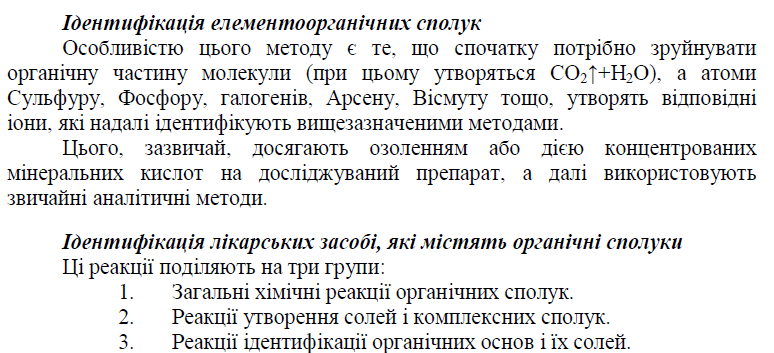 Ідентифікація елементоорганічних сполук
Особливістю цього методу є те, що спочатку потрібно зруйнувати
органічну частину молекули (при цьому утворяться CO₂↑+H₂O), а атоми
Сульфуру, Фосфору, галогенів, Арсену, Вісмуту тощо, утворять відповідні
іони, які надалі ідентифікують вищезазначеними методами.
Цього, зазвичай, досягають озоленням або дією концентрованих
мінеральних кислот на досліджуваний препарат, а далі використовують
звичайні аналітичні методи.
Ідентифікація лікарських засобі, які містять органічні сполуки
Ці реакції поділяють на три групи:
1. Загальні хімічні реакції органічних сполук.
2. Реакції утворення солей і комплексних сполук.
3. Реакції ідентифікації органічних основ і їх солей.